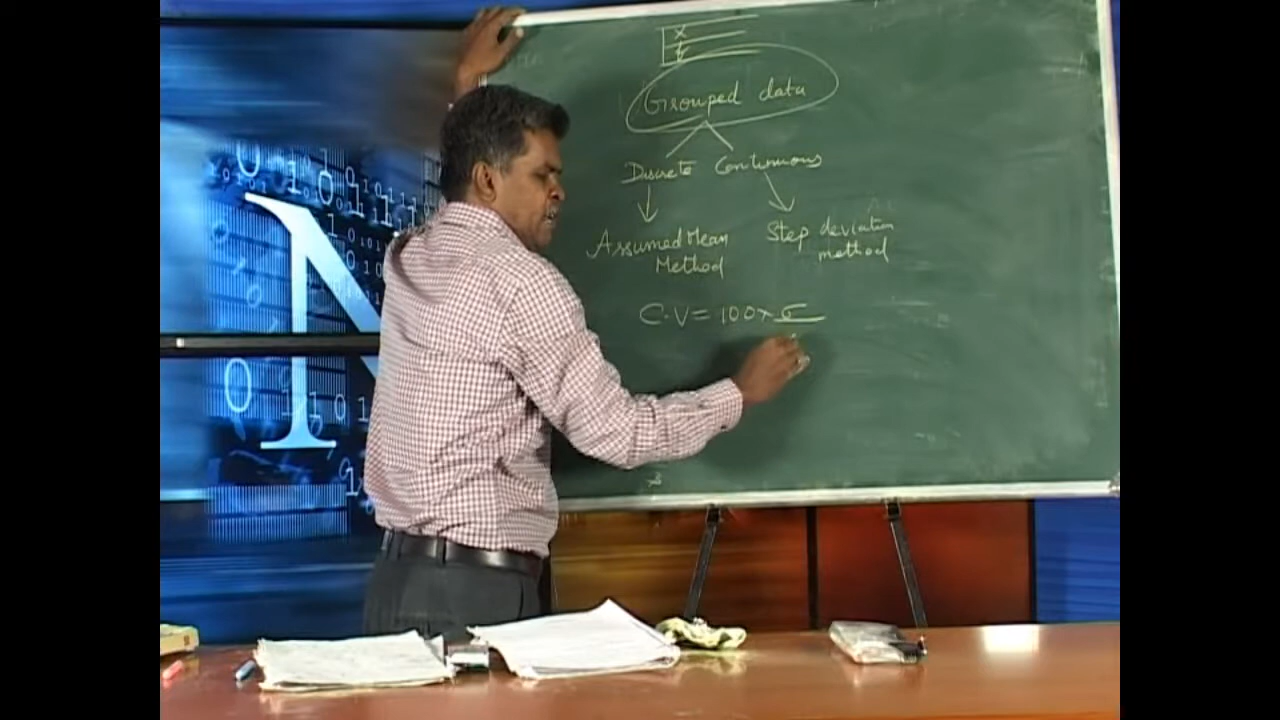 x
f
Grouped data
Discrete Continuous
Assumed Mean Method
Step deviation method
C.V = 100 x σ
N